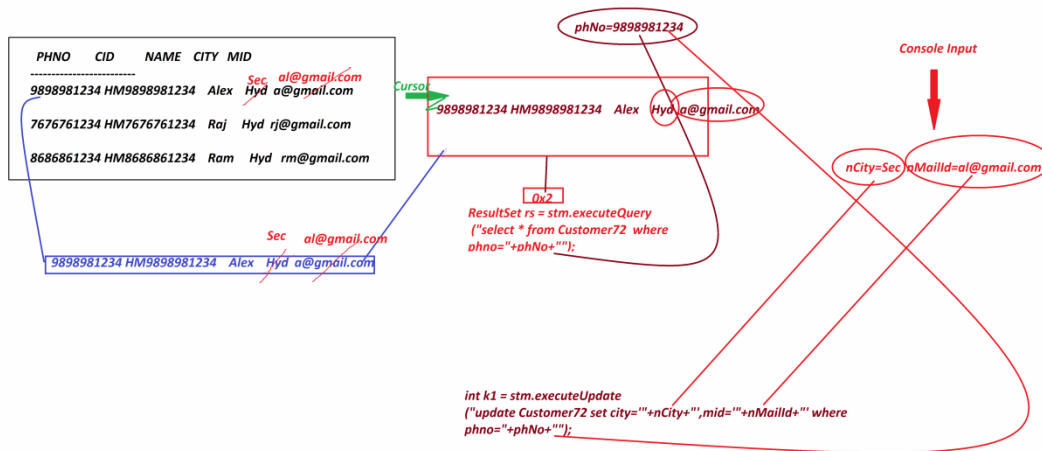 phNo=9898981234
PHNO CID NAME CITY MID
--------------------------
Sec al@gmail.com
9898981234 HM9898981234 Alex Hyd a@gmail.com
7676761234 HM7676761234 Raj Hyd rj@gmail.com
8686861234 HM8686861234 Ram Hyd rm@gmail.com
Cursor
9898981234 HM9898981234 Alex Hyd a@gmail.com
Console Input
nCity=Sec nMailId=al@gmail.com
0x2
ResultSet rs = stm.executeQuery
("select * from Customer72 where
phno="+phNo+"");
Sec al@gmail.com
9898981234 HM9898981234 Alex Hyd a@gmail.com
int k1 = stm.executeUpdate
("update Customer72 set city='"+nCity+"',mid='"+nMailId+"' where
phno="+phNo+"");